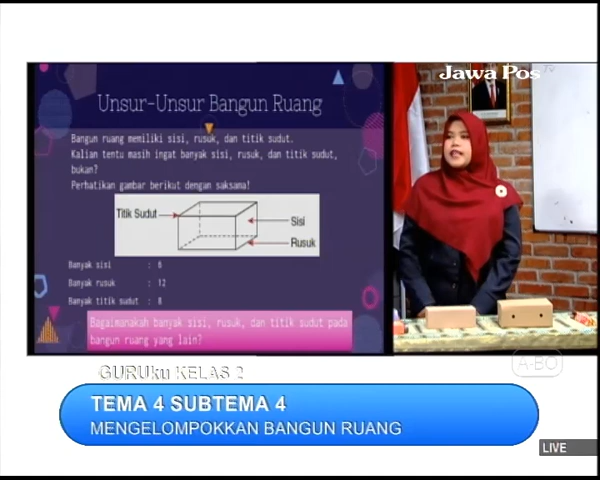 Jawa Pos TV
Unsur-Unsur Bangun Ruang
Bangun ruang memiliki sisi, rusuk, dan titik sudut.
Kalian tentu masih ingat banyak sisi, rusuk, dan titik sudut,
bukan?
Perhatikan gambar berikut dengan saksama!
Titik Sudut
Sisi
Rusuk
Banyak sisi : 6
Banyak rusuk : 12
Banyak titik sudut : 8
Bagaimanakah banyak sisi, rusuk, dan titik sudut pada
bangun ruang yang lain?
A-BO
GURUku KELAS 2
TEMA 4 SUBTEMA 4
MENGELOMPOKKAN BANGUN RUANG
LIVE